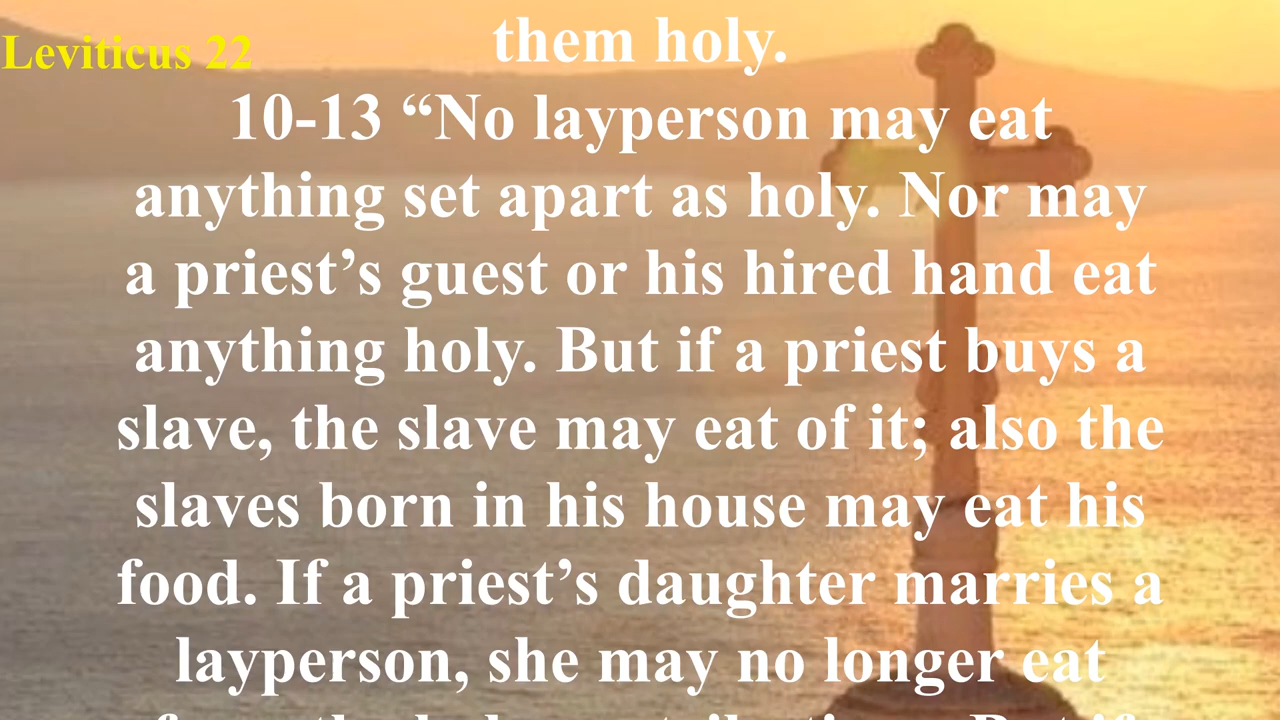 Leviticus 22
them holy.
10-13 “No layperson may eat
anything set apart as holy. Nor may
a priest’s guest or his hired hand eat
anything holy. But if a priest buys a
slave, the slave may eat of it; also the
slaves born in his house may eat his
food. If a priest’s daughter marries a
layperson, she may no longer eat